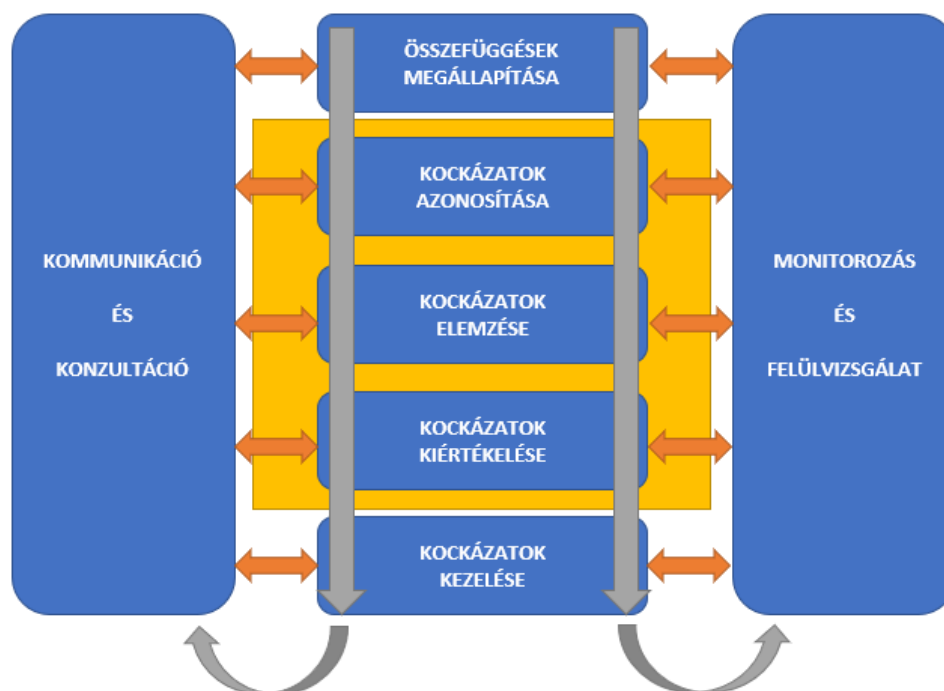 KOMMUNIKÁCIÓ
ÉS
KONZULTÁCIÓ
ÖSSZEFÜGGÉSEK
MEGÁLLAPÍTÁSA
KOCKÁZATOK
AZONOSÍTÁSA
KOCKÁZATOK
ELEMZÉSE
KOCKÁZATOK
KIÉRTÉKELÉSE
KOCKÁZATOK
KEZELÉSE
MONITOROZÁS
ÉS
FELÜLVIZSGÁLAT